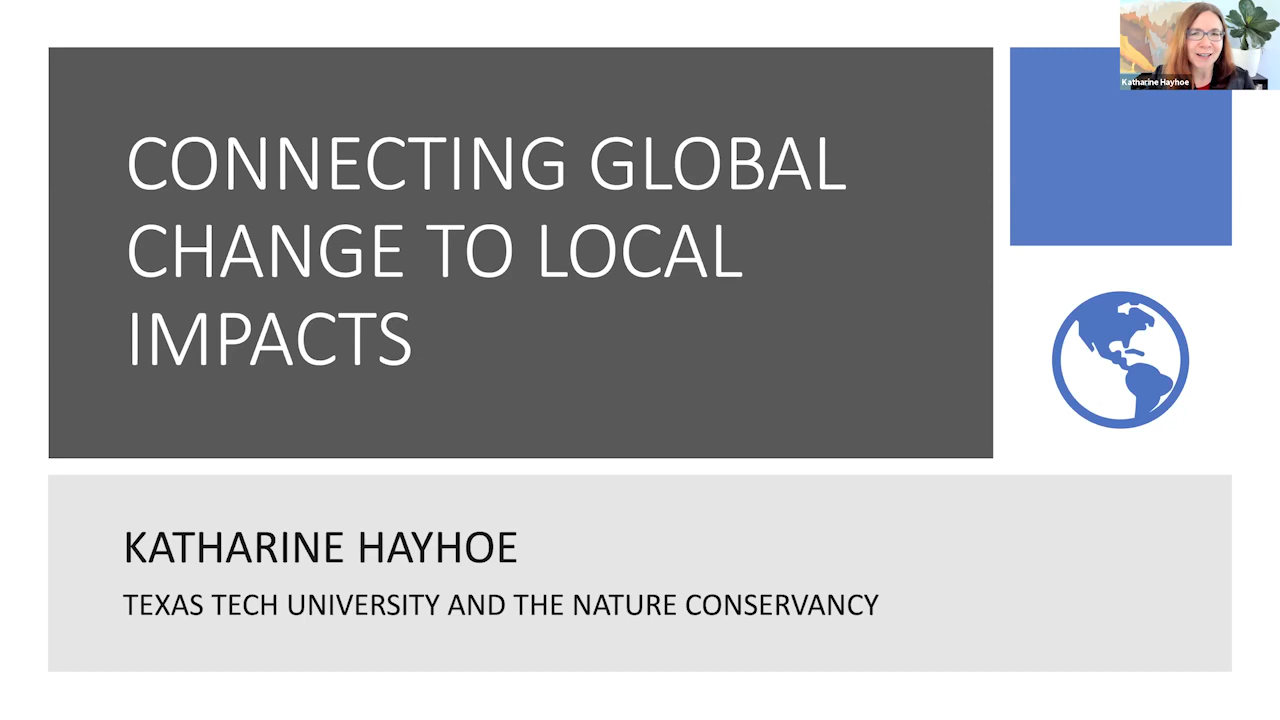 CONNECTING GLOBAL
CHANGE TO LOCAL
IMPACTS
KATHARINE HAYHOE
TEXAS TECH UNIVERSITY AND THE NATURE CONSERVANCY
Katharine Hayhoe